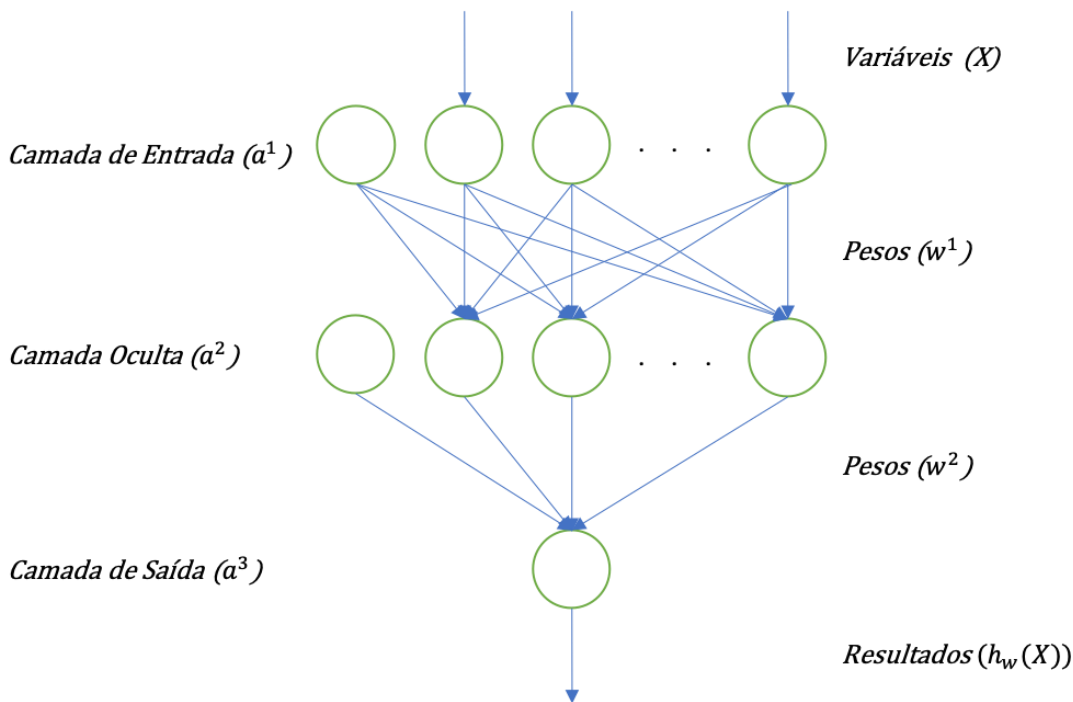 Variáveis (X)
Camada de Entrada (a¹)
. . .
Pesos (w¹)
Camada Oculta (a²)
. . .
Pesos (w²)
Camada de Saída (a³)
Resultados (h_w(X))